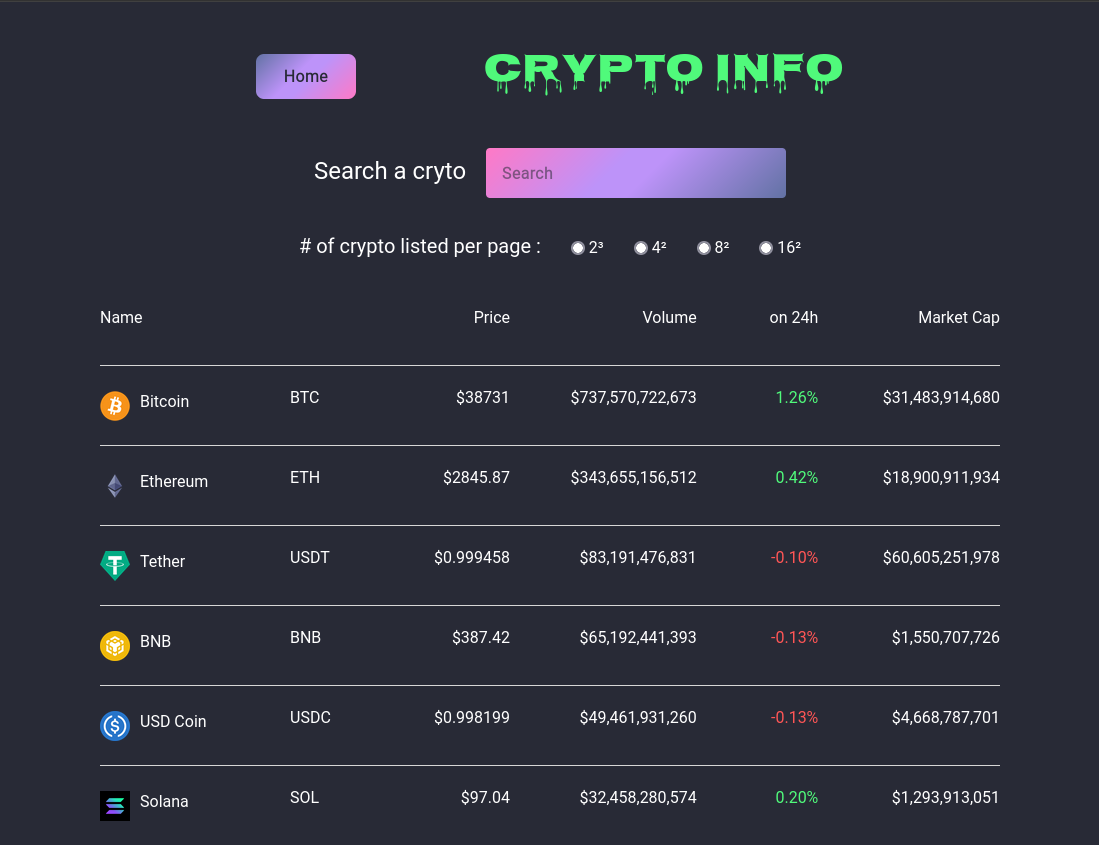 Home CRYPTO INFO
Search a cryto Search
# of crypto listed per page : 2³ 4² 8² 16²
Name Price Volume on 24h Market Cap
Bitcoin BTC $38731 $737,570,722,673 1.26% $31,483,914,680
Ethereum ETH $2845.87 $343,655,156,512 0.42% $18,900,911,934
Tether USDT $0.999458 $83,191,476,831 -0.10% $60,605,251,978
BNB BNB $387.42 $65,192,441,393 -0.13% $1,550,707,726
USD Coin USDC $0.998199 $49,461,931,260 -0.13% $4,668,787,701
Solana SOL $97.04 $32,458,280,574 0.20% $1,293,913,051